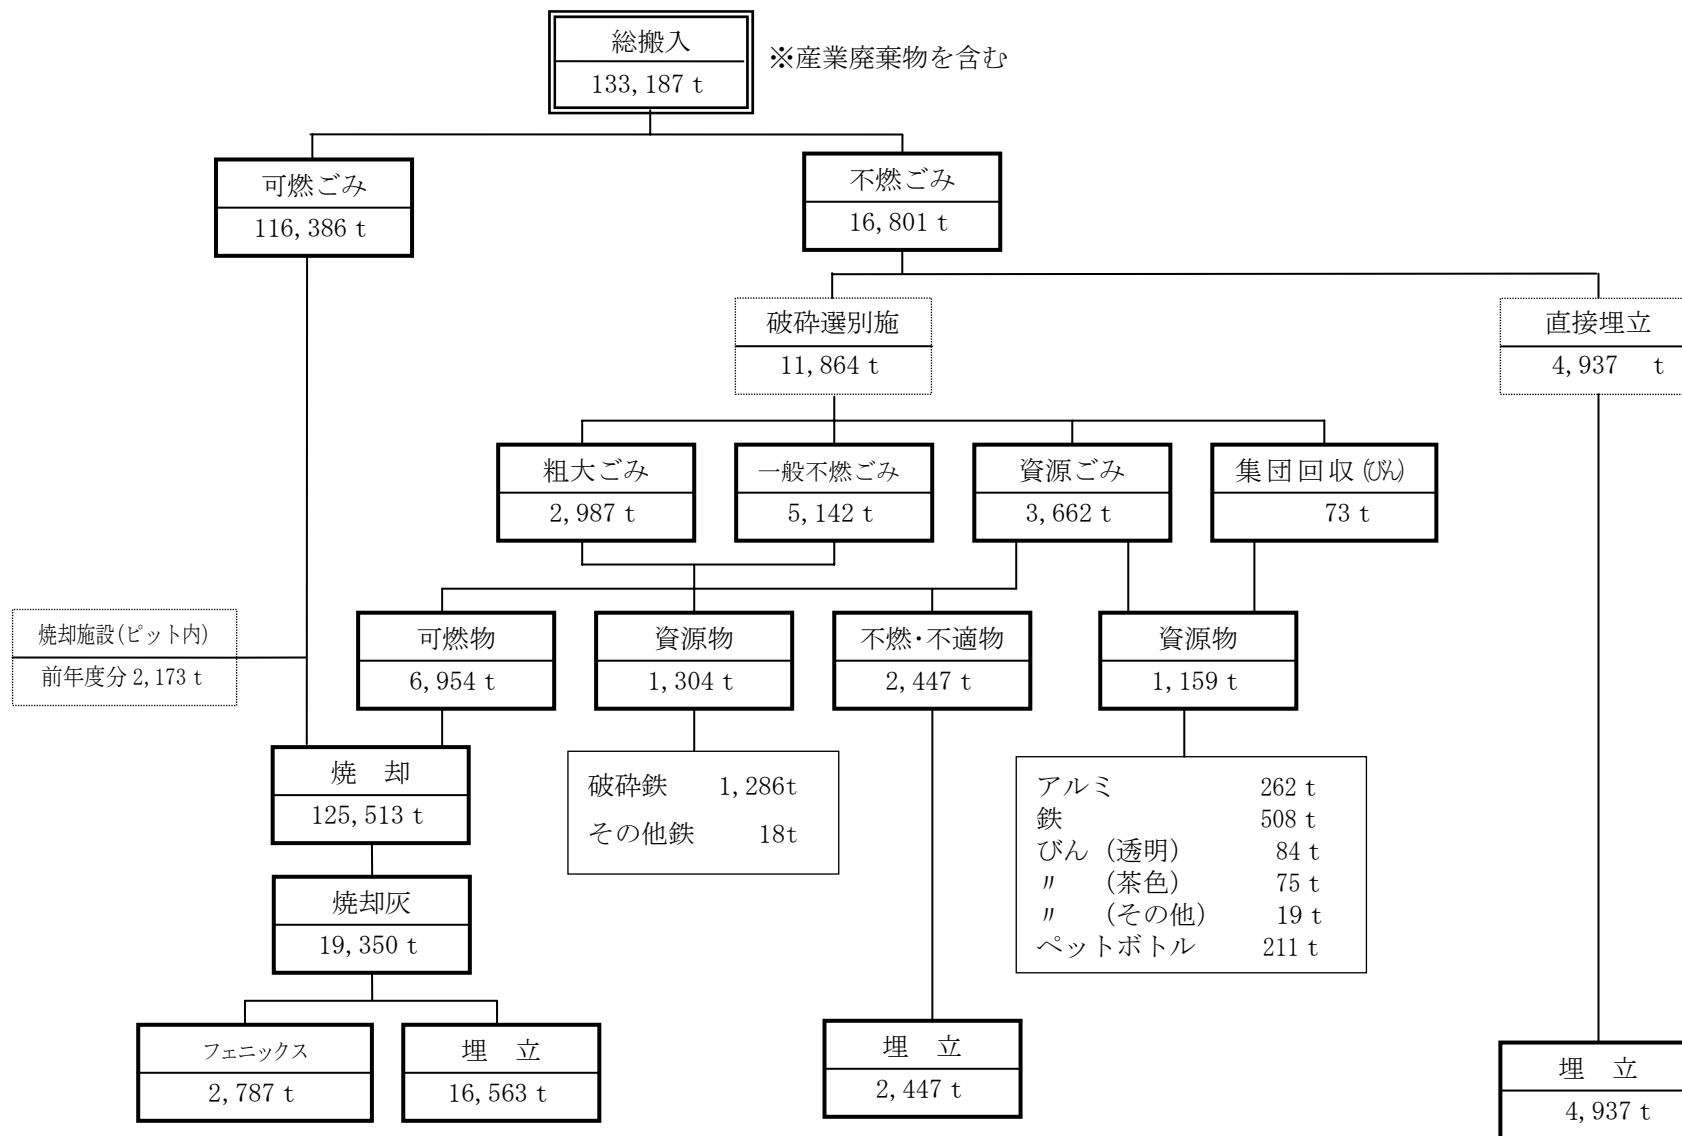 総搬入
133,187 t
※産業廃棄物を含む
可燃ごみ
116,386 t
不燃ごみ
16,801 t
破砕選別施
11,864 t
直接埋立
4,937 t
粗大ごみ
2,987 t
一般不燃ごみ
5,142 t
資源ごみ
3,662 t
集団回収(びん)
73 t
焼却施設(ピット内)
前年度分 2,173 t
可燃物
6,954 t
資源物
1,304 t
不燃・不適物
2,447 t
資源物
1,159 t
焼 却
125,513 t
破砕鉄 1,286t
その他鉄 18t
アルミ 262 t
鉄 508 t
びん（透明） 84 t
〃 （茶色） 75 t
〃 （その他） 19 t
ペットボトル 211 t
焼却灰
19,350 t
フェニックス
2,787 t
埋 立
16,563 t
埋 立
2,447 t
埋 立
4,937 t